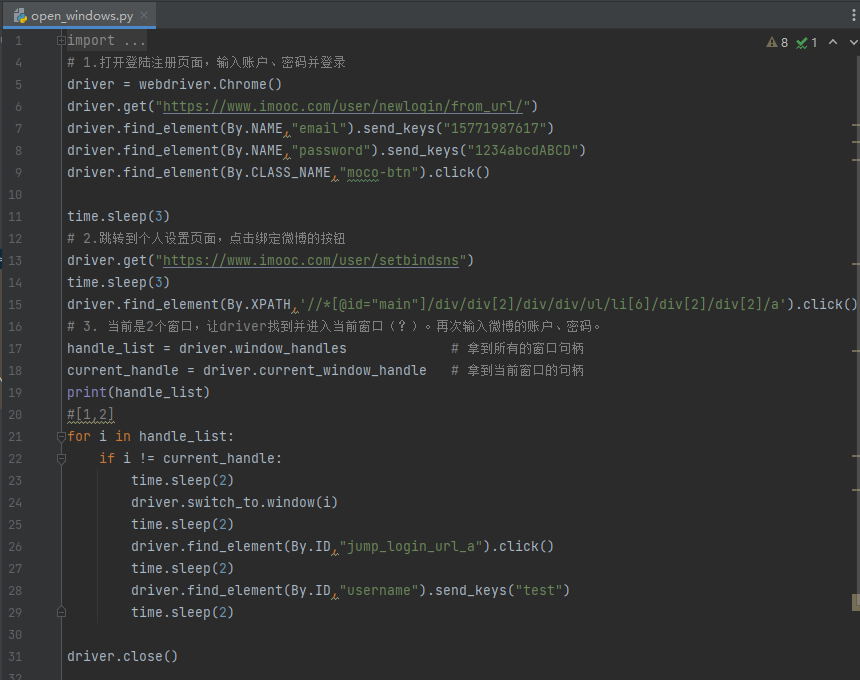 open_windows.py
8 1
1 import ...
4 # 1.打开登陆注册页面，输入账户、密码并登录
5 driver = webdriver.Chrome()
6 driver.get("https://www.imooc.com/user/newlogin/from_url/")
7 driver.find_element(By.NAME,"email").send_keys("15771987617")
8 driver.find_element(By.NAME,"password").send_keys("1234abcdABCD")
9 driver.find_element(By.CLASS_NAME,"moco-btn").click()
10
11 time.sleep(3)
12 # 2.跳转到个人设置页面，点击绑定微博的按钮
13 driver.get("https://www.imooc.com/user/setbindsns")
14 time.sleep(3)
15 driver.find_element(By.XPATH,'//*[@id="main"]/div/div[2]/div/div/ul/li[6]/div[2]/div[2]/a').click()
16 # 3. 当前是2个窗口，让driver找到并进入当前窗口（？）。再次输入微博的账户、密码。
17 handle_list = driver.window_handles # 拿到所有的窗口句柄
18 current_handle = driver.current_window_handle # 拿到当前窗口的句柄
19 print(handle_list)
20 #[1,2]
21 for i in handle_list:
22 if i != current_handle:
23 time.sleep(2)
24 driver.switch_to.window(i)
25 time.sleep(2)
26 driver.find_element(By.ID,"jump_login_url_a").click()
27 time.sleep(2)
28 driver.find_element(By.ID,"username").send_keys("test")
29 time.sleep(2)
30
31 driver.close()
32